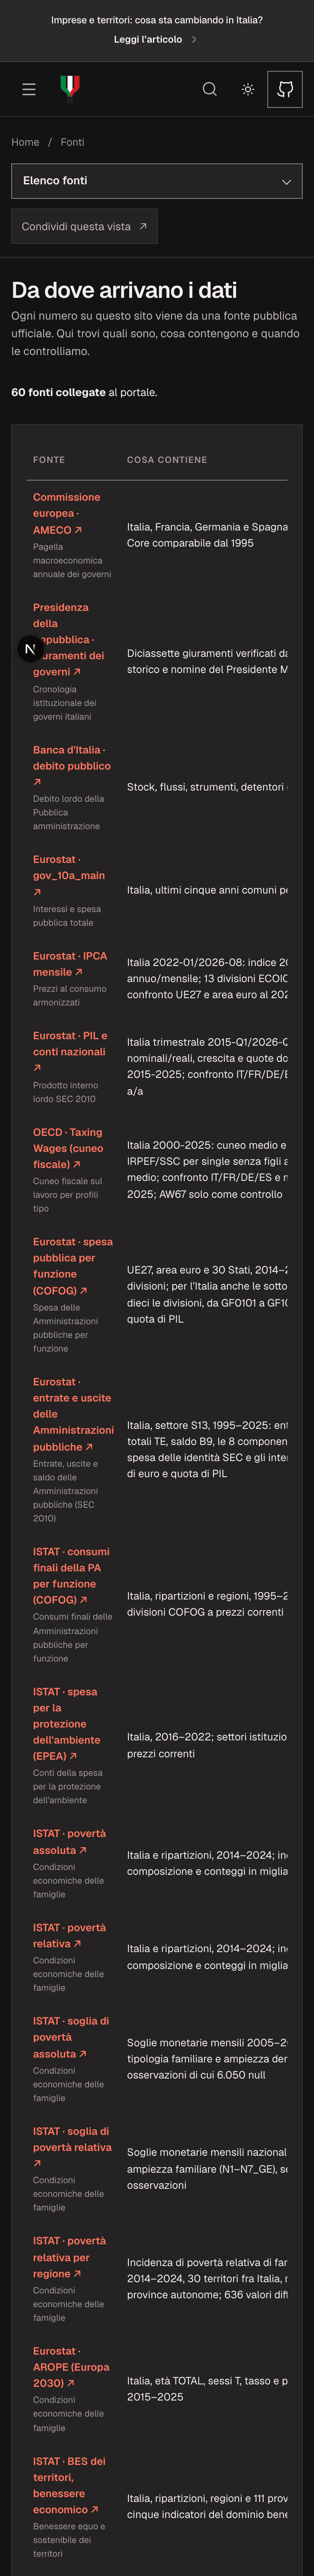 Imprese e territori: cosa sta cambiando in Italia?
Leggi l'articolo
Home / Fonti
Elenco fonti
Condividi questa vista ↗
Da dove arrivano i dati
Ogni numero su questo sito viene da una fonte pubblica
ufficiale. Qui trovi quali sono, cosa contengono e quando
le controlliamo.
60 fonti collegate al portale.
FONTE
COSA CONTIENE
Commissione
europea ·
AMECO ↗
Pagella
macroeconomica
annuale dei governi
Italia, Francia, Germania e Spagna
Core comparabile dal 1995
Presidenza
della
Repubblica ·
giuramenti dei
governi ↗
Cronologia
istituzionale dei
governi italiani
N
Diciassette giuramenti verificati da
storico e nomine del Presidente M
Banca d'Italia ·
debito pubblico
↗
Debito lordo della
Pubblica
amministrazione
Stock, flussi, strumenti, detentori
Eurostat ·
gov_10a_main
↗
Interessi e spesa
pubblica totale
Italia, ultimi cinque anni comuni pe
Eurostat · IPCA
mensile ↗
Prezzi al consumo
armonizzati
Italia 2022-01/2026-08: indice 20
annuo/mensile; 13 divisioni ECOIC
confronto UE27 e area euro al 202
Eurostat · PIL e
conti nazionali
↗
Prodotto interno
lordo SEC 2010
Italia trimestrale 2015-Q1/2026-Q
nominali/reali, crescita e quote do
2015-2025; confronto IT/FR/DE/E
a/a
OECD · Taxing
Wages (cuneo
fiscale) ↗
Cuneo fiscale sul
lavoro per profili
tipo
Italia 2000-2025: cuneo medio e
IRPEF/SSC per single senza figli a
medio; confronto IT/FR/DE/ES e m
2025; AW67 solo come controllo
Eurostat · spesa
pubblica per
funzione
(COFOG) ↗
Spesa delle
Amministrazioni
pubbliche per
funzione
UE27, area euro e 30 Stati, 2014–2
divisioni; per l'Italia anche le sotto
dieci le divisioni, da GF0101 a GF10
quota di PIL
Eurostat ·
entrate e uscite
delle
Amministrazioni
pubbliche ↗
Entrate, uscite e
saldo delle
Amministrazioni
pubbliche (SEC
2010)
Italia, settore S13, 1995–2025: ent
totali TE, saldo B9, le 8 component
spesa delle identità SEC e gli inter
di euro e quota di PIL
ISTAT · consumi
finali della PA
per funzione
(COFOG) ↗
Consumi finali delle
Amministrazioni
pubbliche per
funzione
Italia, ripartizioni e regioni, 1995–2
divisioni COFOG a prezzi correnti
ISTAT · spesa
per la
protezione
dell'ambiente
(EPEA) ↗
Conti della spesa
per la protezione
dell'ambiente
Italia, 2016–2022; settori istituzio
prezzi correnti
ISTAT · povertà
assoluta ↗
Condizioni
economiche delle
famiglie
Italia e ripartizioni, 2014–2024; inc
composizione e conteggi in miglia
ISTAT · povertà
relativa ↗
Condizioni
economiche delle
famiglie
Italia e ripartizioni, 2014–2024; inc
composizione e conteggi in miglia
ISTAT · soglia di
povertà
assoluta ↗
Condizioni
economiche delle
famiglie
Soglie monetarie mensili 2005–20
tipologia familiare e ampiezza der
osservazioni di cui 6.050 null
ISTAT · soglia di
povertà relativa
↗
Condizioni
economiche delle
famiglie
Soglie monetarie mensili nazional
ampiezza familiare (N1–N7_GE), se
osservazioni
ISTAT · povertà
relativa per
regione ↗
Condizioni
economiche delle
famiglie
Incidenza di povertà relativa di far
2014–2024, 30 territori fra Italia, r
province autonome; 636 valori diff
Eurostat ·
AROPE (Europa
2030) ↗
Condizioni
economiche delle
famiglie
Italia, età TOTAL, sessi T, tasso e p
2015–2025
ISTAT · BES dei
territori,
benessere
economico ↗
Benessere equo e
sostenibile dei
territori
Italia, ripartizioni, regioni e 111 prov
cinque indicatori del dominio bene